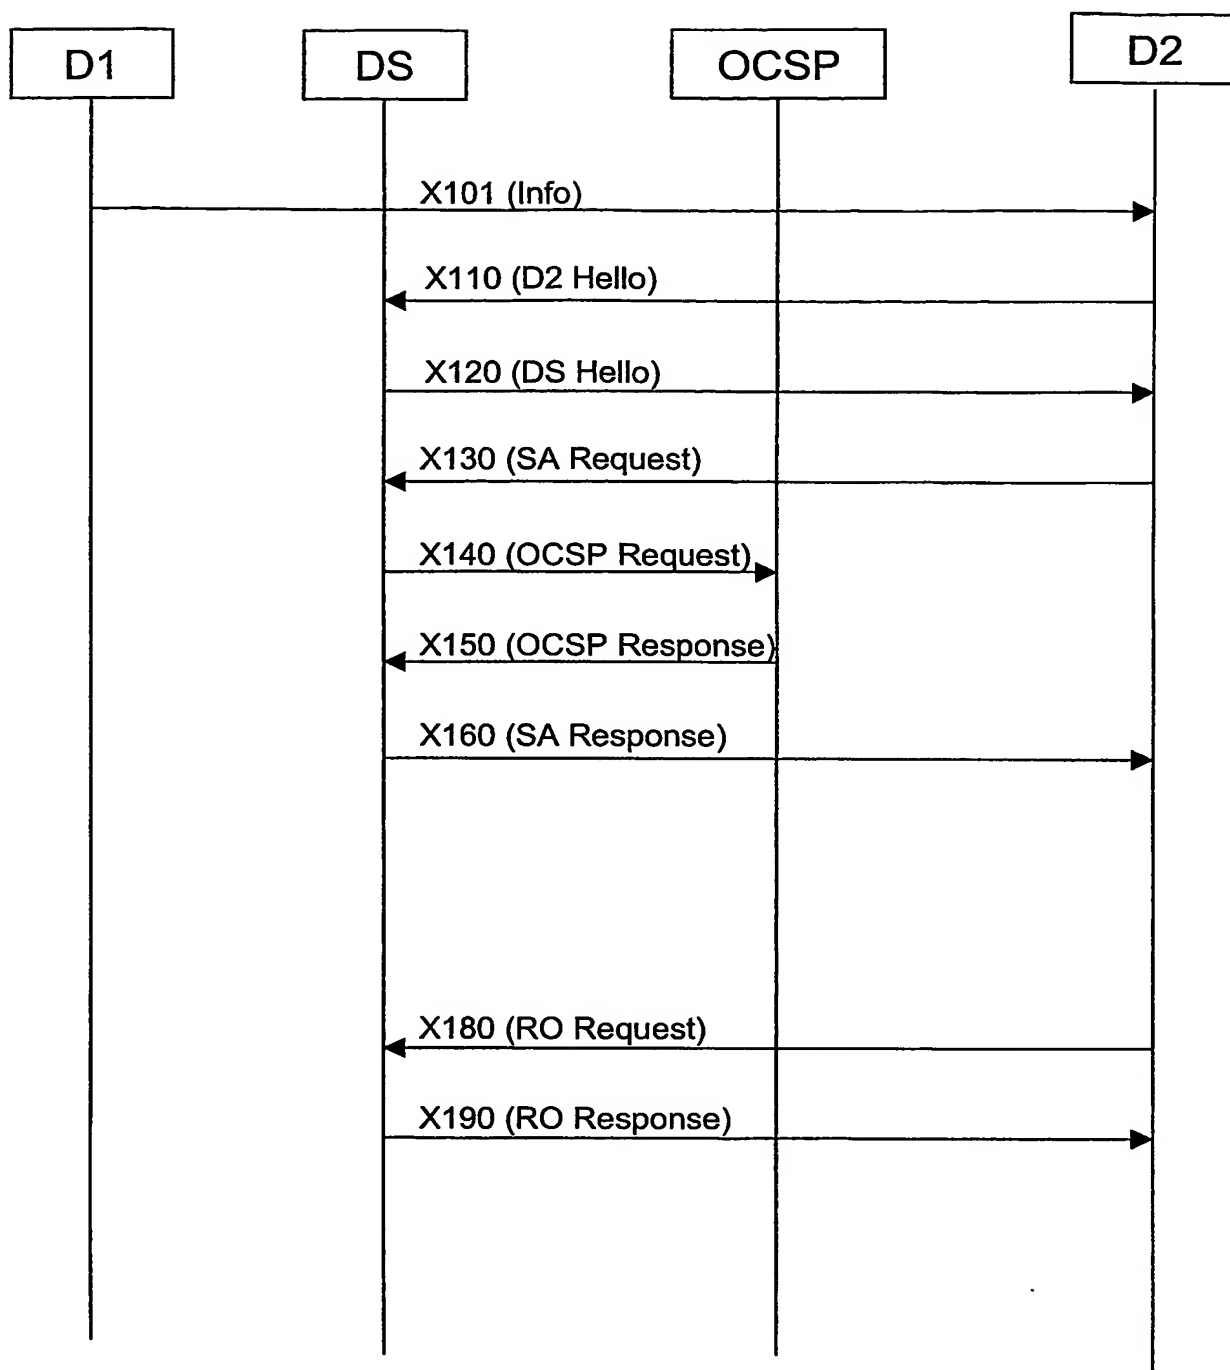 D1
DS
OCSP
D2
X101 (Info)
X110 (D2 Hello)
X120 (DS Hello)
X130 (SA Request)
X140 (OCSP Request)
X150 (OCSP Response)
X160 (SA Response)
X180 (RO Request)
X190 (RO Response)